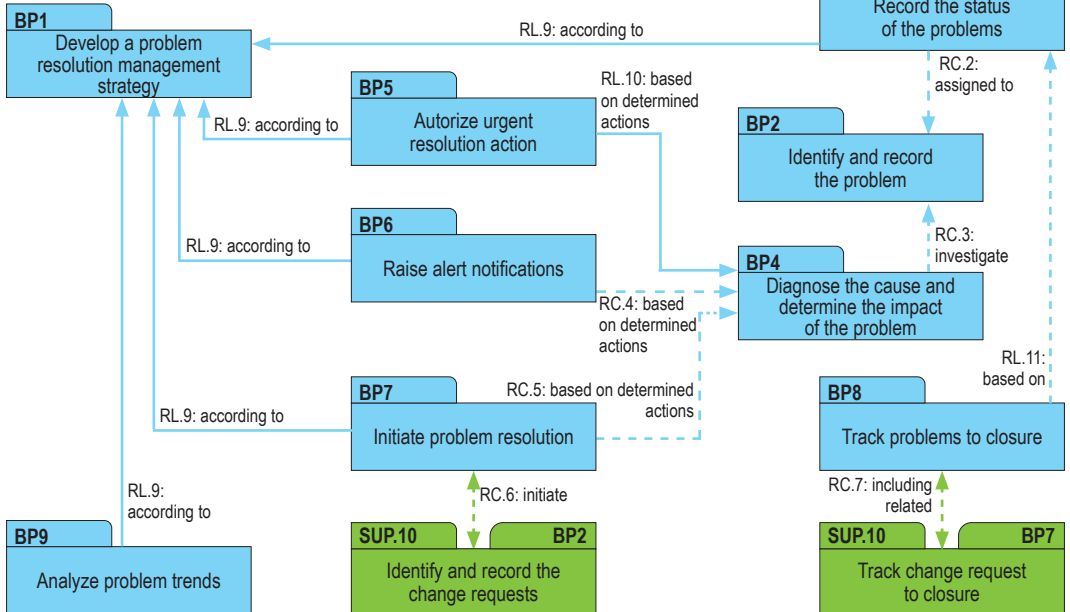 BP1
Develop a problem
resolution management
strategy
RL.9: according to
Record the status
of the problems
RC.2:
assigned to
BP5
Autorize urgent
resolution action
RL.9: according to
RL.10: based
on determined
actions
BP2
Identify and record
the problem
BP6
Raise alert notifications
RL.9: according to
RC.4: based
on determined
actions
RC.3:
investigate
BP4
Diagnose the cause and
determine the impact
of the problem
RL.11:
based on
BP7
Initiate problem resolution
RL.9: according to
RC.5: based on determined
actions
BP8
Track problems to closure
RL.9:
according to
RC.6: initiate
RC.7: including
related
BP9
Analyze problem trends
SUP.10
BP2
Identify and record the
change requests
SUP.10
BP7
Track change request
to closure